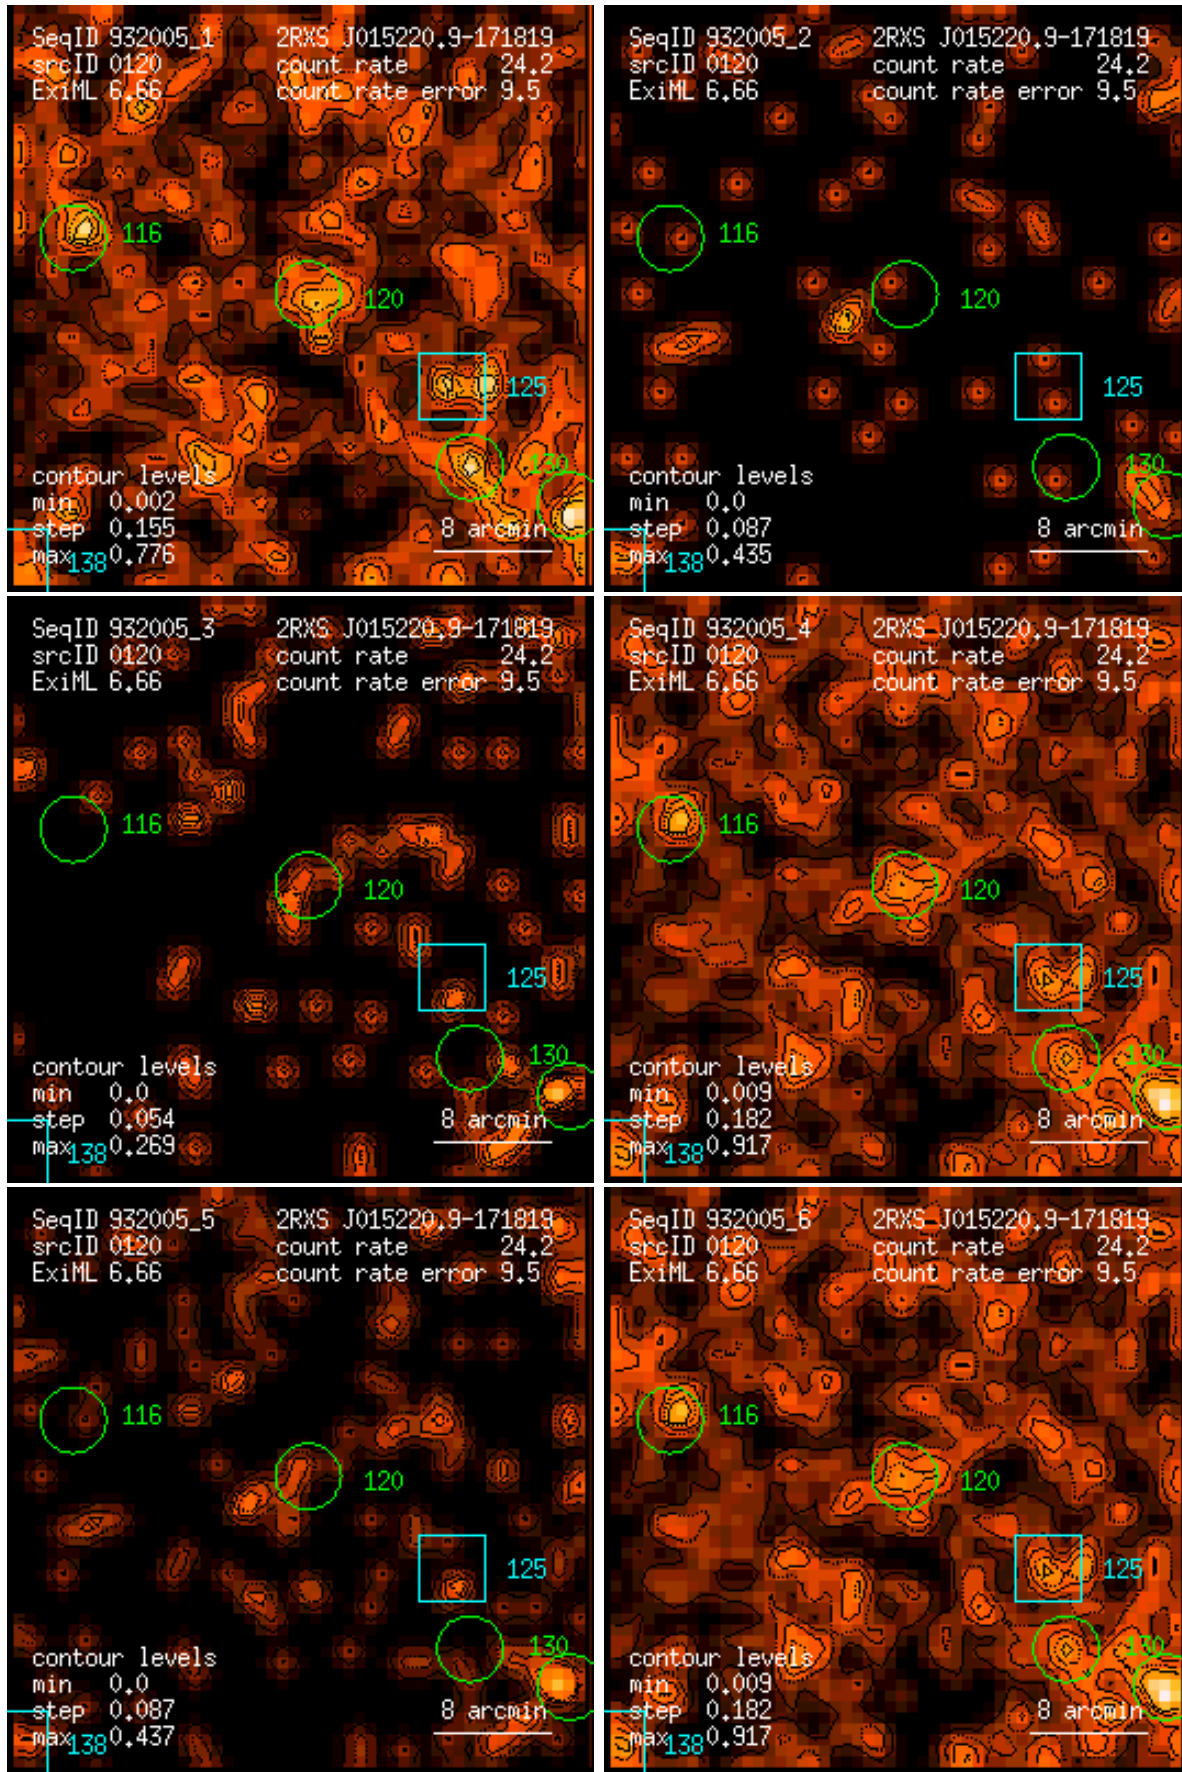 SeqID 932005_1 2RXS J015220.9-171819
srcID 0120 count rate 24.2
ExiML 6.66 count rate error 9.5
116
120
125
130
contour levels
min 0.002
step 0.155 8 arcmin
max 0.776
138
SeqID 932005_2 2RXS J015220.9-171819
srcID 0120 count rate 24.2
ExiML 6.66 count rate error 9.5
116
120
125
130
contour levels
min 0.0
step 0.087 8 arcmin
max 0.435
138
SeqID 932005_3 2RXS J015220.9-171819
srcID 0120 count rate 24.2
ExiML 6.66 count rate error 9.5
116
120
125
130
contour levels
min 0.0
step 0.054 8 arcmin
max 0.269
138
SeqID 932005_4 2RXS J015220.9-171819
srcID 0120 count rate 24.2
ExiML 6.66 count rate error 9.5
116
120
125
130
contour levels
min 0.009
step 0.182 8 arcmin
max 0.917
138
SeqID 932005_5 2RXS J015220.9-171819
srcID 0120 count rate 24.2
ExiML 6.66 count rate error 9.5
116
120
125
130
contour levels
min 0.0
step 0.087 8 arcmin
max 0.437
138
SeqID 932005_6 2RXS J015220.9-171819
srcID 0120 count rate 24.2
ExiML 6.66 count rate error 9.5
116
120
125
130
contour levels
min 0.009
step 0.182 8 arcmin
max 0.917
138